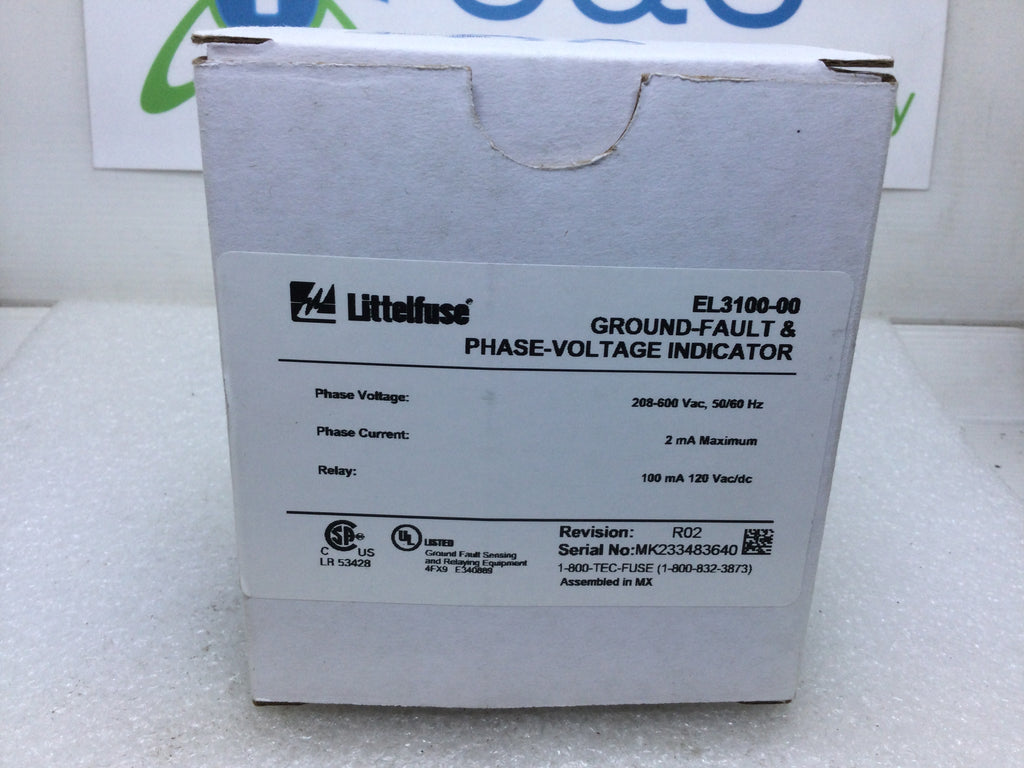 Littelfuse®
EL3100-00
GROUND-FAULT &
PHASE-VOLTAGE INDICATOR
Phase Voltage: 208-600 Vac, 50/60 Hz
Phase Current: 2 mA Maximum
Relay: 100 mA 120 Vac/dc
C US
LR 53428
UL LISTED
Ground Fault Sensing
and Relaying Equipment
4FX9 E340889
Revision: R02
Serial No:MK233483640
1-800-TEC-FUSE (1-800-832-3873)
Assembled in MX